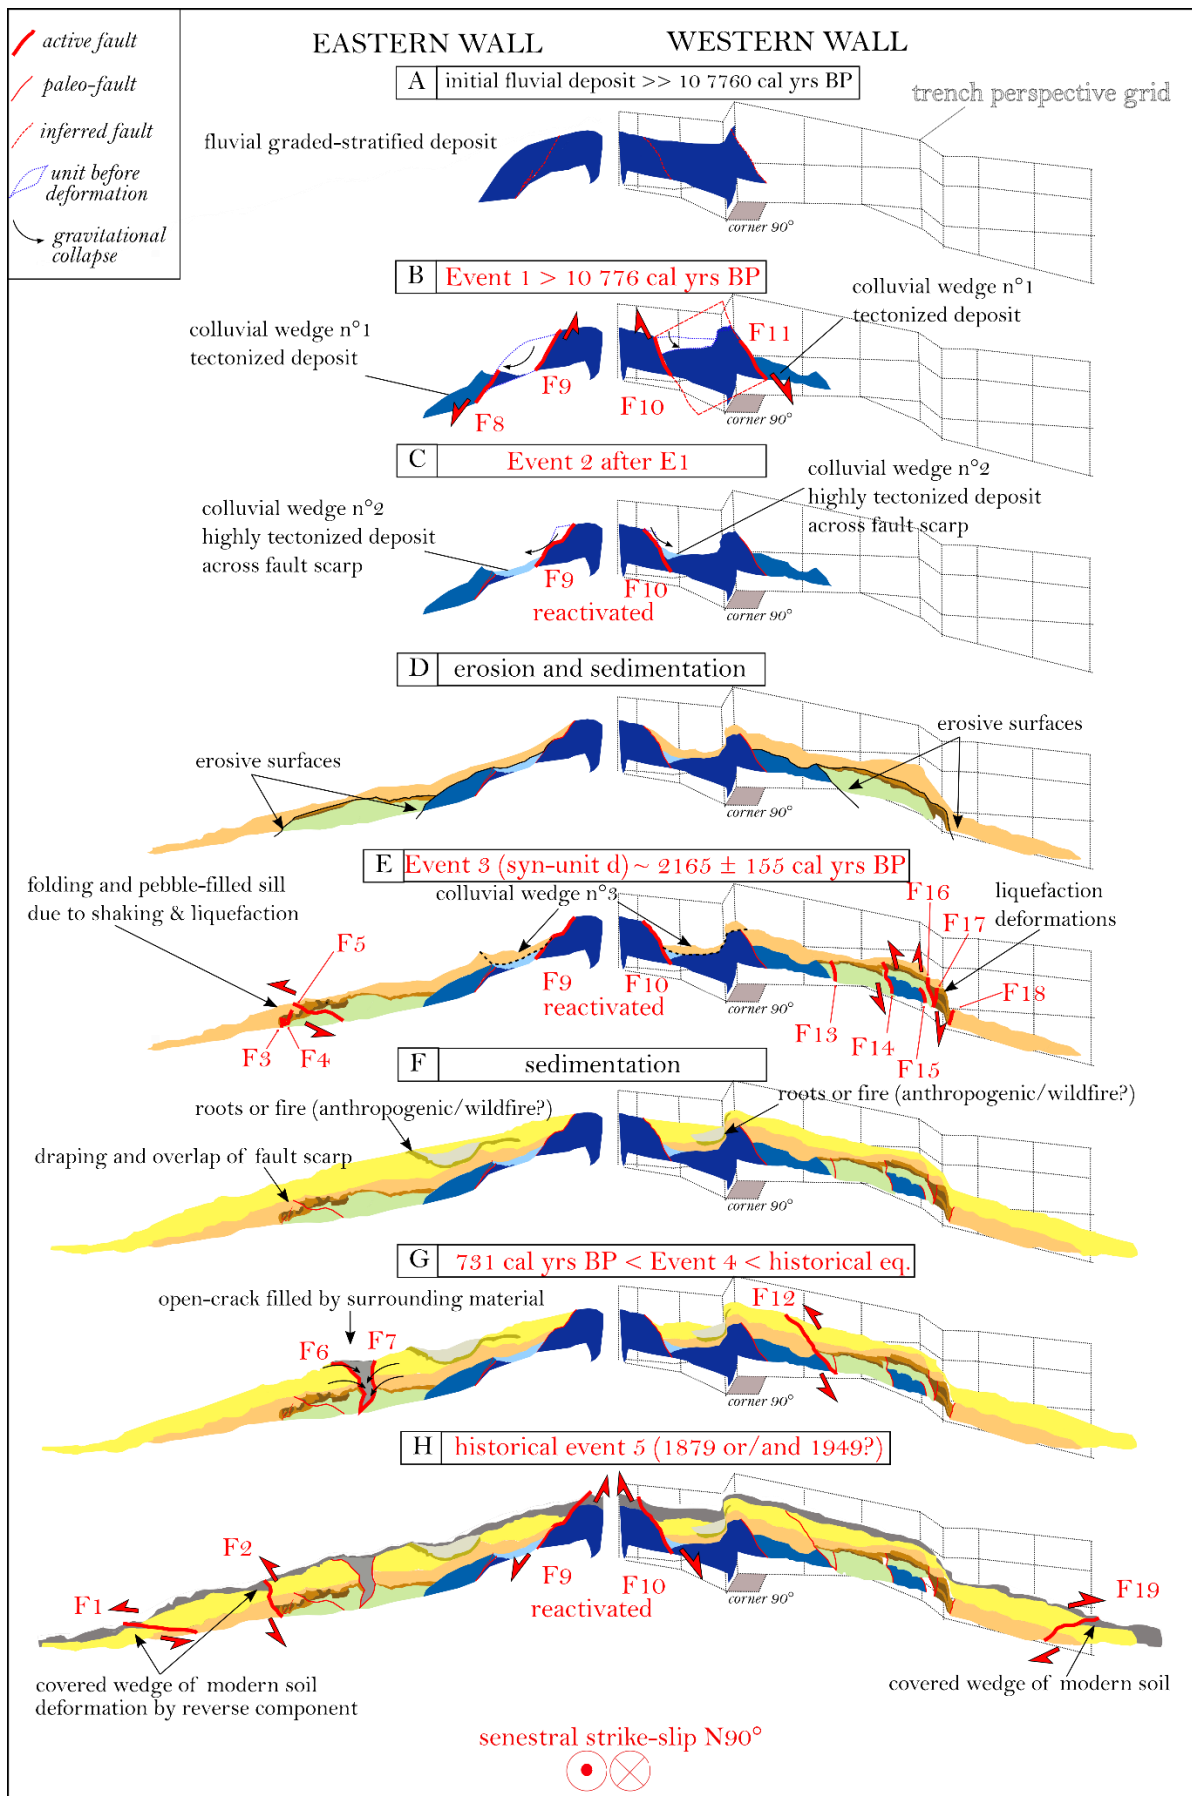 active fault
paleo-fault
inferred fault
unit before
deformation
gravitational
collapse
EASTERN WALL
WESTERN WALL
A
initial fluvial deposit >> 10 7760 cal yrs BP
trench perspective grid
fluvial graded-stratified deposit
corner 90°
B
Event 1 > 10 776 cal yrs BP
colluvial wedge n°1
tectonized deposit
colluvial wedge n°1
tectonized deposit
F11
F9
F10
F8
corner 90°
C
Event 2 after E1
colluvial wedge n°2
highly tectonized deposit
across fault scarp
colluvial wedge n°2
highly tectonized deposit
across fault scarp
F9
F10
reactivated
corner 90°
D
erosion and sedimentation
erosive surfaces
erosive surfaces
corner 90°
E
Event 3 (syn-unit d) ~ 2165 ± 155 cal yrs BP
folding and pebble-filled sill
due to shaking & liquefaction
colluvial wedge n°3
F16
liquefaction
deformations
F17
F5
F9
F10
reactivated
F18
F3
F4
F13
F14
F15
corner 90°
F
sedimentation
roots or fire (anthropogenic/wildfire?)
roots or fire (anthropogenic/wildfire?)
draping and overlap of fault scarp
corner 90°
G
731 cal yrs BP < Event 4 < historical eq.
open-crack filled by surrounding material
F12
F6
F7
corner 90°
H
historical event 5 (1879 or/and 1949?)
F2
F1
F9
F10
reactivated
F19
corner 90°
covered wedge of modern soil
deformation by reverse component
covered wedge of modern soil
senestral strike-slip N90°